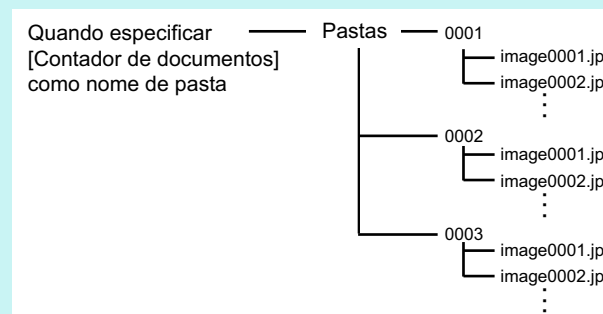 Quando especificar
[Contador de documentos]
como nome de pasta
Pastas
0001
image0001.jp
image0002.jp
0002
image0001.jp
image0002.jp
0003
image0001.jp
image0002.jp